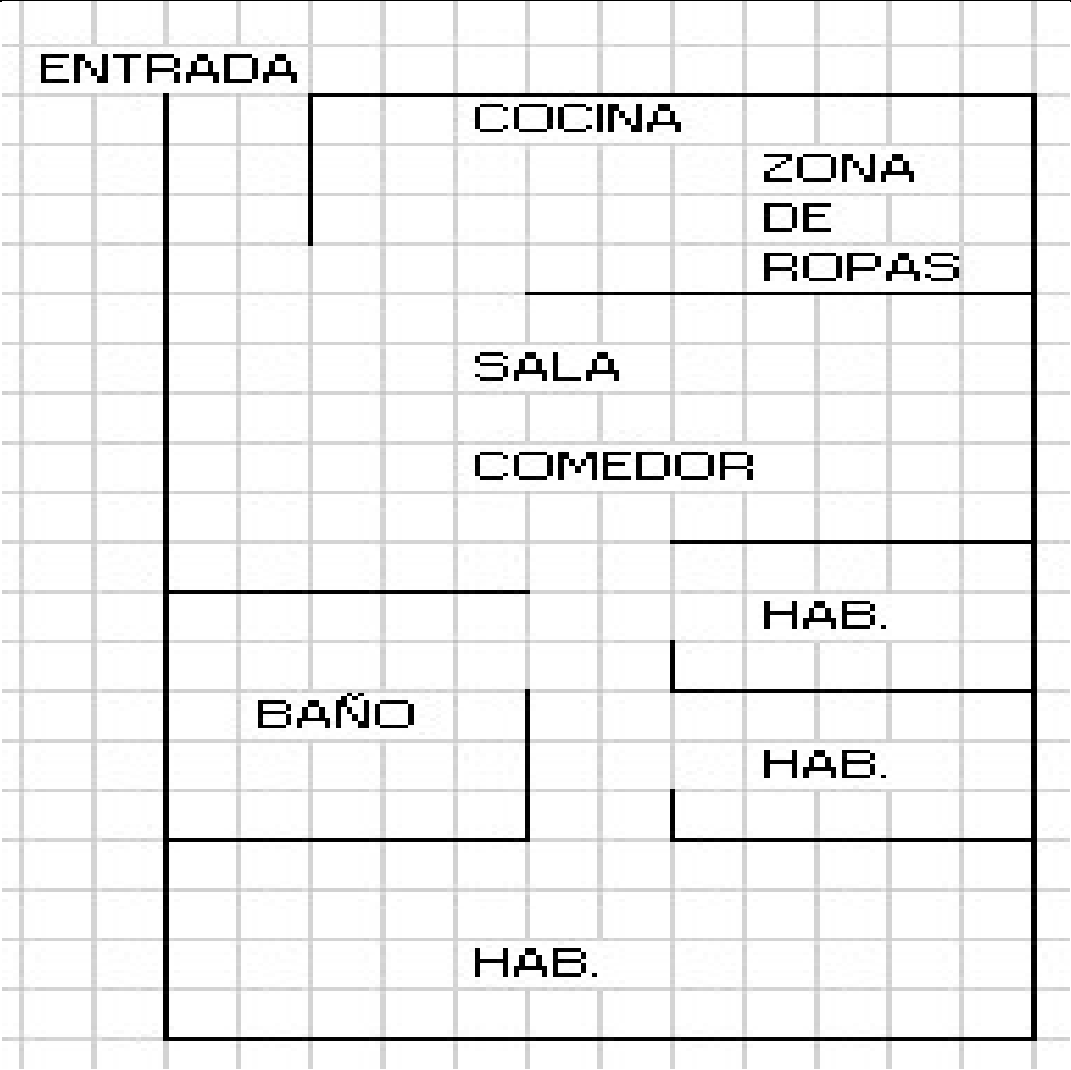 ENTRADA
COCINA
ZONA
DE
ROPAS
SALA
COMEDOR
HAB.
BAÑO
HAB.
HAB.